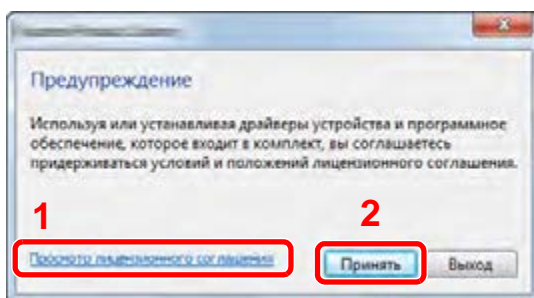 Предупреждение
Используя или устанавливая драйверы устройства и программное
обеспечение, которое входит в комплект, вы соглашаетесь
придерживаться условий и положений лицензионного соглашения.
1
2
Просмотр лицензионного соглашения
Принять
Выход